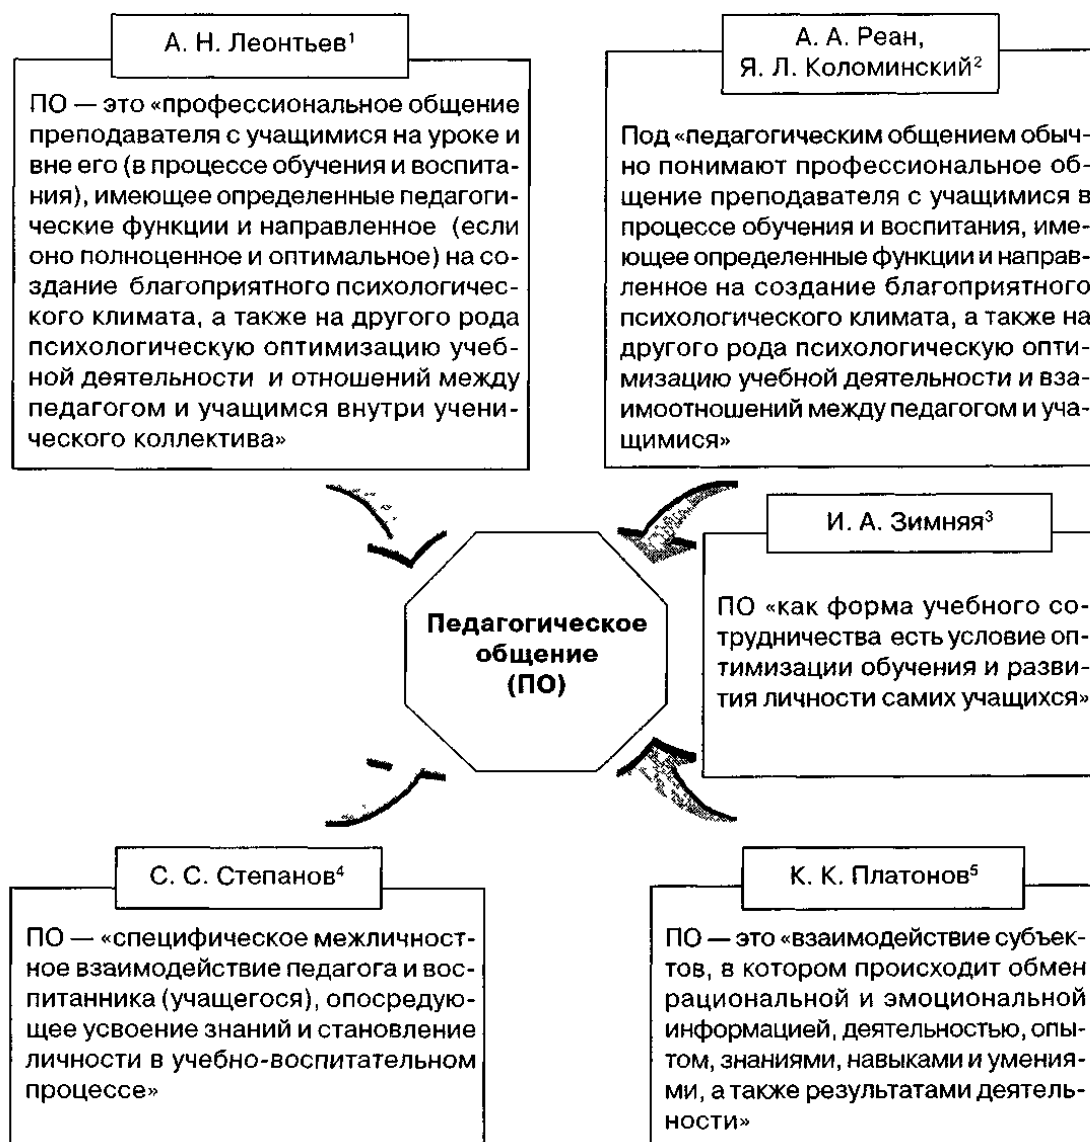 А. Н. Леонтьев¹
ПО — это «профессиональное общение
преподавателя с учащимися на уроке и
вне его (в процессе обучения и воспита-
ния), имеющее определенные педагоги-
ческие функции и направленное (если
оно полноценное и оптимальное) на со-
здание благоприятного психологичес-
кого климата, а также на другого рода
психологическую оптимизацию учеб-
ной деятельности и отношений между
педагогом и учащимся внутри учени-
ческого коллектива»
А. А. Реан,
Я. Л. Коломинский²
Под «педагогическим общением обыч-
но понимают профессиональное об-
щение преподавателя с учащимися в
процессе обучения и воспитания, име-
ющее определенные функции и направ-
ленное на создание благоприятного
психологического климата, а также на
другого рода психологическую опти-
мизацию учебной деятельности и вза-
имоотношений между педагогом и уча-
щимися»
И. А. Зимняя³
ПО «как форма учебного со-
трудничества есть условие оп-
тимизации обучения и разви-
тия личности самих учащихся»
Педагогическое
общение
(ПО)
С. С. Степанов⁴
ПО — «специфическое межличност-
ное взаимодействие педагога и вос-
питанника (учащегося), опосредую-
щее усвоение знаний и становление
личности в учебно-воспитательном
процессе»
К. К. Платонов⁵
ПО — это «взаимодействие субъек-
тов, в котором происходит обмен
рациональной и эмоциональной
информацией, деятельностью, опы-
том, знаниями, навыками и умения-
ми, а также результатами деятель-
ности»